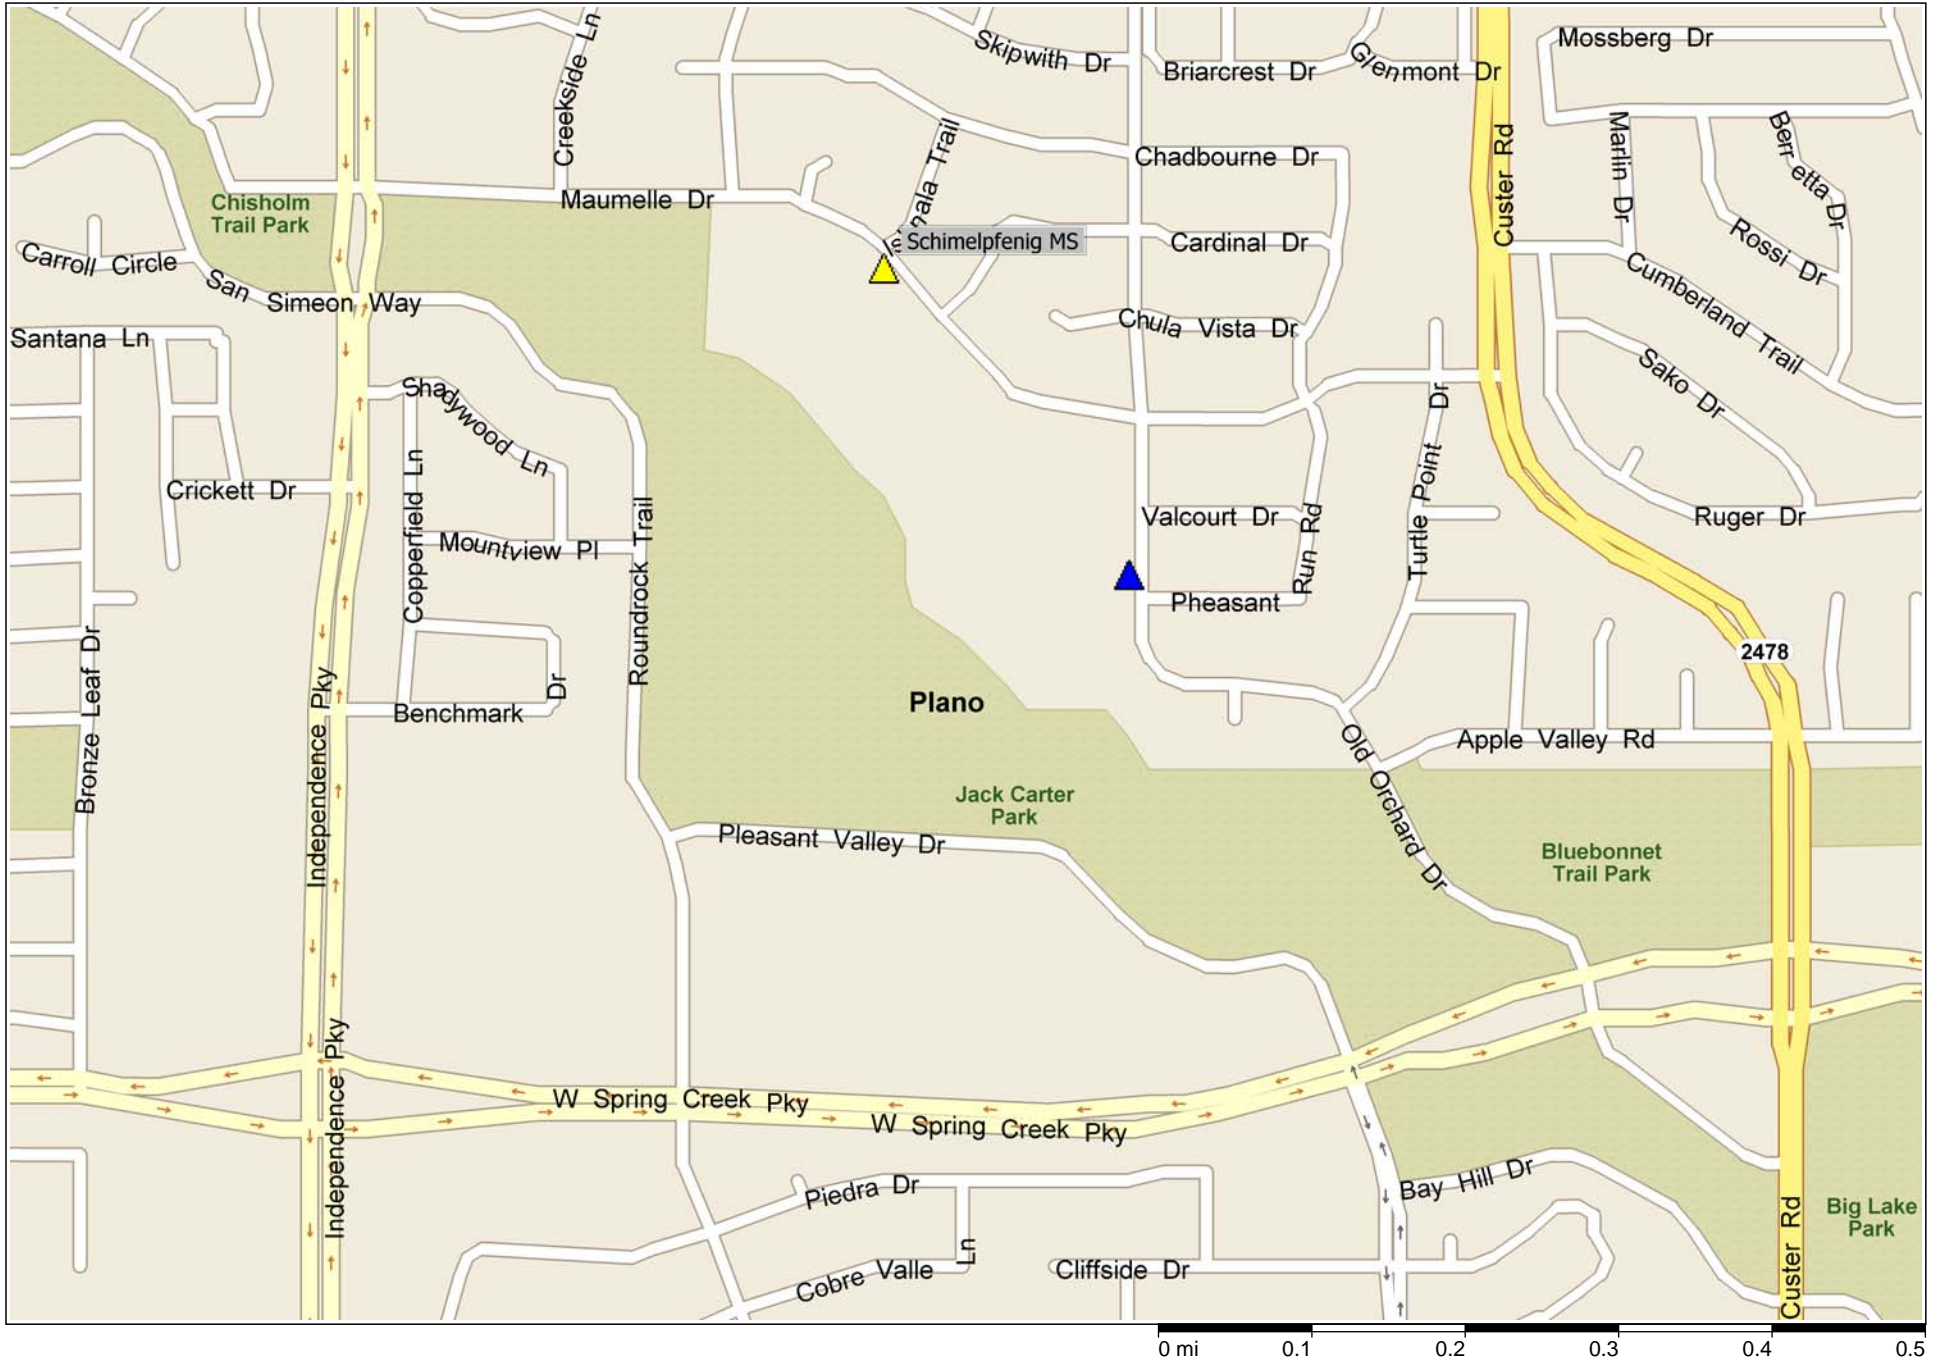 Mossberg Dr
Skipwith Dr
Briarcrest Dr
Glenmont Dr
Creekside Ln
Custer Rd
Marlin Dr
Berretta Dr
Chadbourne Dr
Trail
Maumelle Dr
Chisholm
Trail Park
Schimelpfenig MS
Cardinal Dr
Rossi Dr
Carroll Circle
San Simeon Way
Cumberland Trail
Santana Ln
Chula Vista Dr
Shadywood Ln
Sako Dr
Turtle Point Dr
Crickett Dr
Copperfield Ln
Roundrock Trail
Valcourt Dr
Run Rd
Ruger Dr
Mountview Pl
Pheasant
2478
Bronze Leaf Dr
Independence Pky
Benchmark Dr
Plano
Old Orchard Dr
Apple Valley Rd
Jack Carter
Park
Pleasant Valley Dr
Bluebonnet
Trail Park
Independence Pky
W Spring Creek Pky
W Spring Creek Pky
Piedra Dr
Bay Hill Dr
Big Lake
Park
Custer Rd
Cobre Valle Ln
Cliffside Dr
0 mi 0.1 0.2 0.3 0.4 0.5